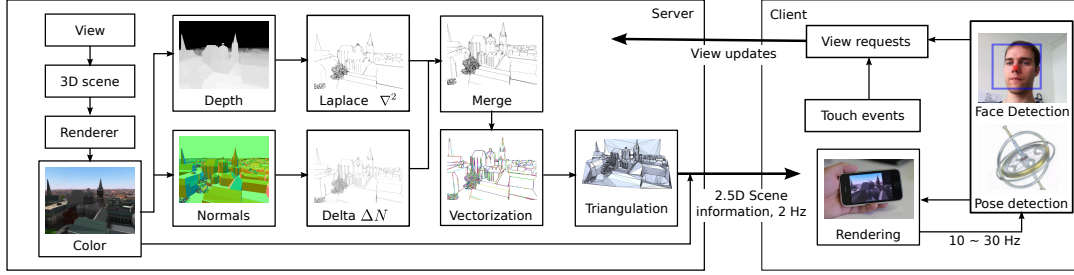 Server
View
3D scene
Renderer
Color
Depth
Normals
Laplace ∇²
Delta ΔN
Merge
Vectorization
Triangulation
View updates
2.5D Scene
information, 2 Hz
Client
View requests
Touch events
Face Detection
Pose detection
Rendering
10 ~ 30 Hz